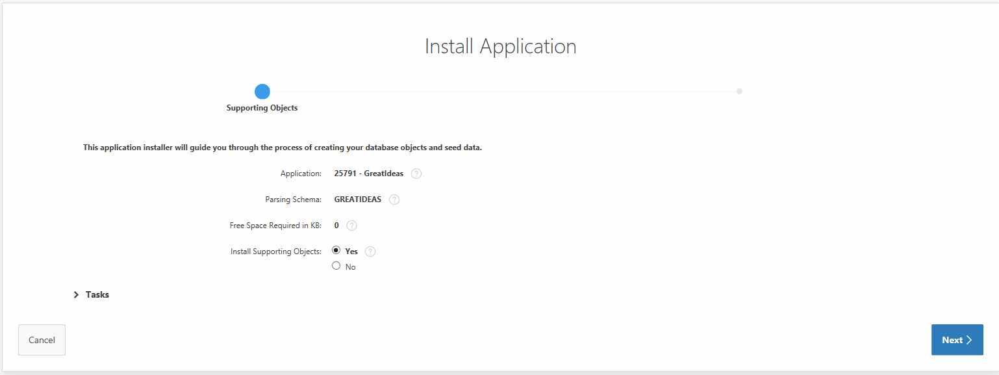 Install Application
Supporting Objects
This application installer will guide you through the process of creating your database objects and seed data.
Application: 25791 - GreatIdeas ?
Parsing Schema: GREATIDEAS ?
Free Space Required in KB: 0 ?
Install Supporting Objects: Yes ?
No
Tasks
Cancel Next